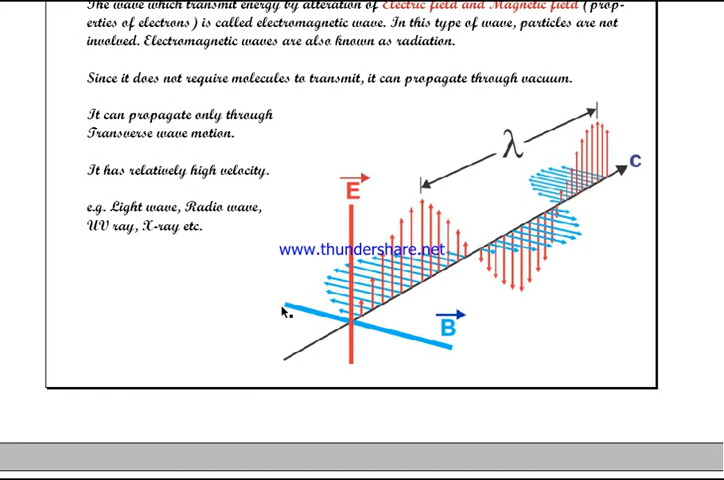 The wave which transmit energy by alteration of Electric field and Magnetic field (prop-
erties of electrons) is called electromagnetic wave. In this type of wave, particles are not
involved. Electromagnetic waves are also known as radiation.
Since it does not require molecules to transmit, it can propagate through vacuum.
It can propagate only through
Transverse wave motion.
It has relatively high velocity.
e.g. Light wave, Radio wave,
UV ray, X-ray etc.
λ
C
E
www.thundershare.net
B